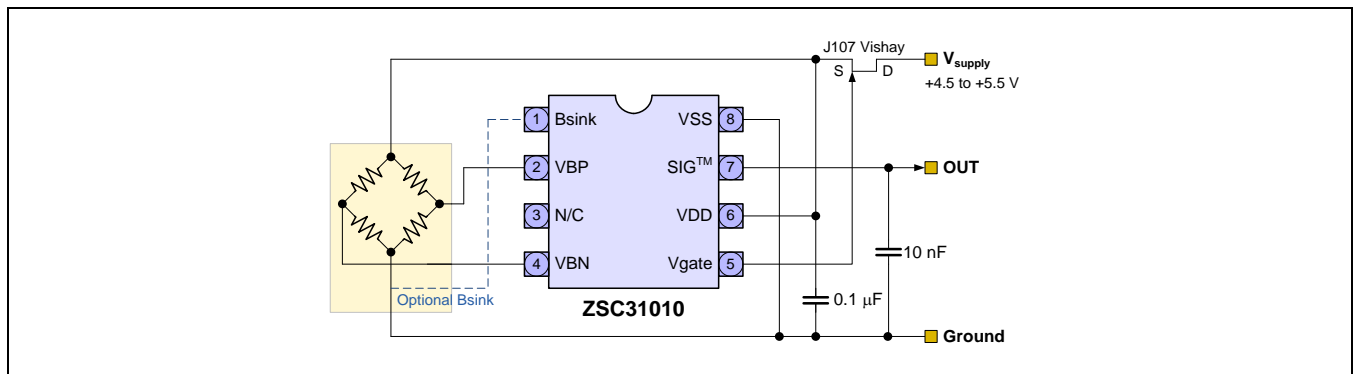 J107 Vishay
S D
V_supply
+4.5 to +5.5 V
1 Bsink VSS 8
2 VBP SIG™ 7
OUT
3 N/C VDD 6
4 VBN Vgate 5
10 nF
Optional Bsink
0.1 µF
ZSC31010
Ground